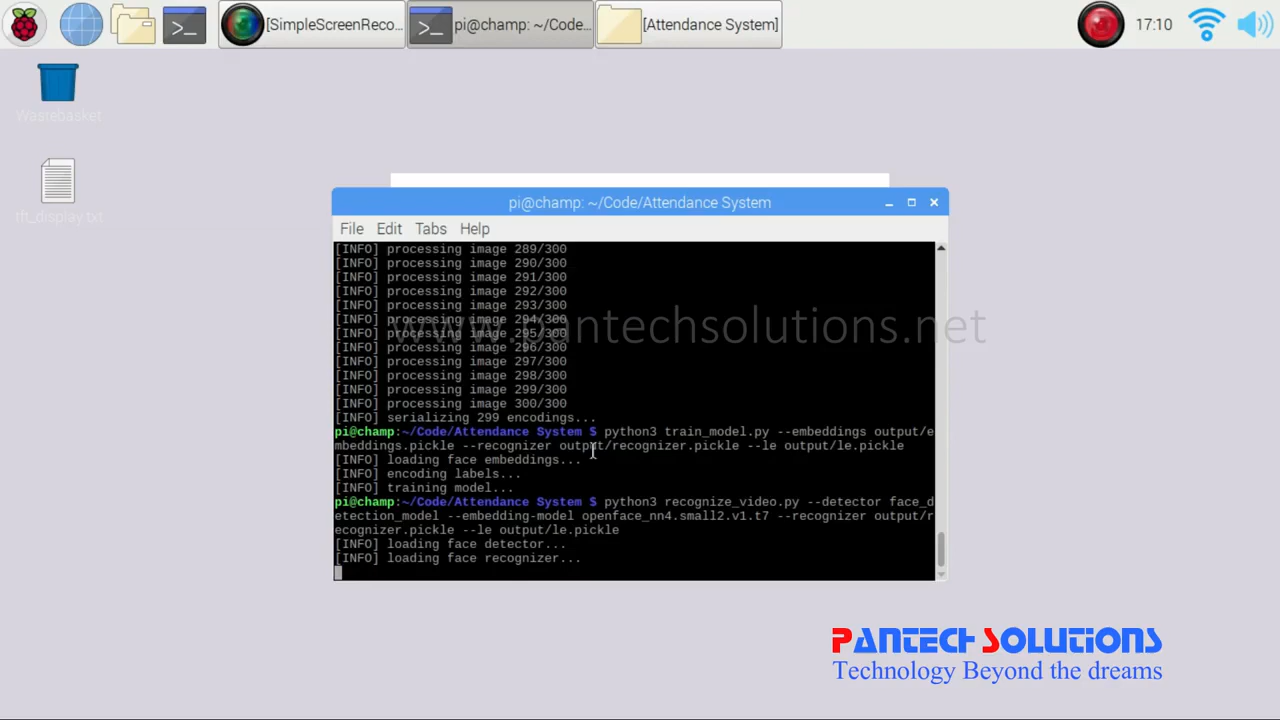 [SimpleScreenReco...
pi@champ: ~/Code...
[Attendance System]
17:10
Wastebasket
tft_display.txt
pi@champ: ~/Code/Attendance System
File Edit Tabs Help
[INFO] processing image 289/300
[INFO] processing image 290/300
[INFO] processing image 291/300
[INFO] processing image 292/300
[INFO] processing image 293/300
[INFO] processing image 294/300
[INFO] processing image 295/300
[INFO] processing image 296/300
[INFO] processing image 297/300
[INFO] processing image 298/300
[INFO] processing image 299/300
[INFO] processing image 300/300
[INFO] serializing 299 encodings...
pi@champ:~/Code/Attendance System $ python3 train_model.py --embeddings output/e
mbeddings.pickle --recognizer output/recognizer.pickle --le output/le.pickle
[INFO] loading face embeddings...
[INFO] encoding labels...
[INFO] training model...
pi@champ:~/Code/Attendance System $ python3 recognize_video.py --detector face_d
etection_model --embedding-model openface_nn4.small2.v1.t7 --recognizer output/r
ecognizer.pickle --le output/le.pickle
[INFO] loading face detector...
[INFO] loading face recognizer...
www.pantechsolutions.net
PANTECH SOLUTIONS
Technology Beyond the dreams